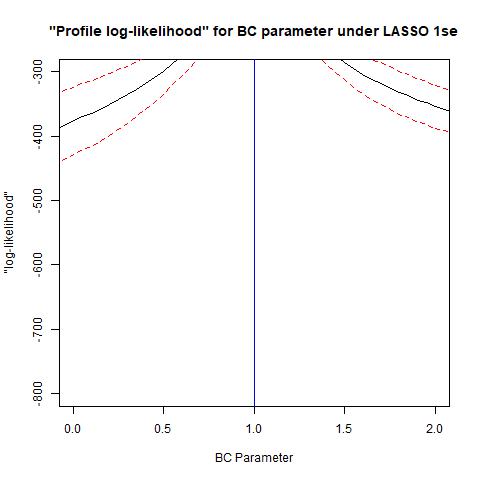 "Profile log-likelihood" for BC parameter under LASSO 1se
"log-likelihood"
-300
-400
-500
-600
-700
-800
0.0 0.5 1.0 1.5 2.0
BC Parameter